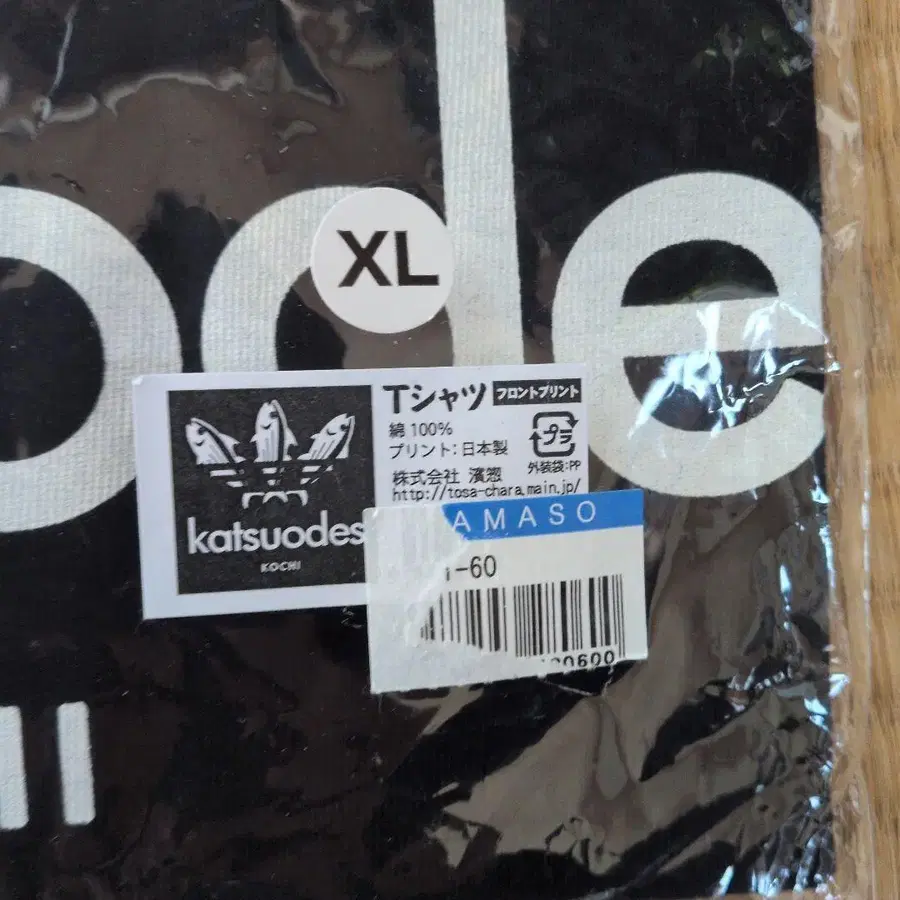 ode
XL
Tシャツ フロントプリント
綿 100%
プリント:日本製
プラ
外装袋:PP
株式会社 濱惣
http://tosa-chara.main.jp/
katsuodes
KOCHI
AMASO
-60
0600